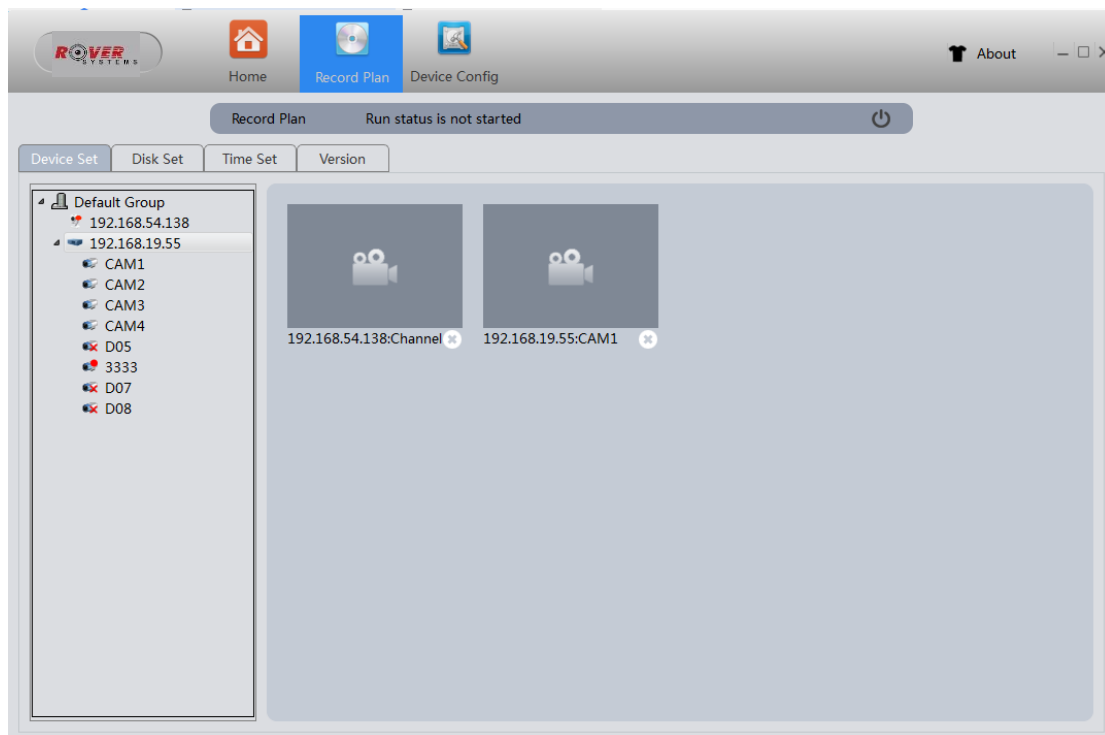 ROVER
SYSTEMS
Home
Record Plan
Device Config
About
Record Plan Run status is not started
Device Set
Disk Set
Time Set
Version
Default Group
192.168.54.138
192.168.19.55
CAM1
CAM2
CAM3
CAM4
D05
3333
D07
D08
192.168.54.138:Channel
192.168.19.55:CAM1